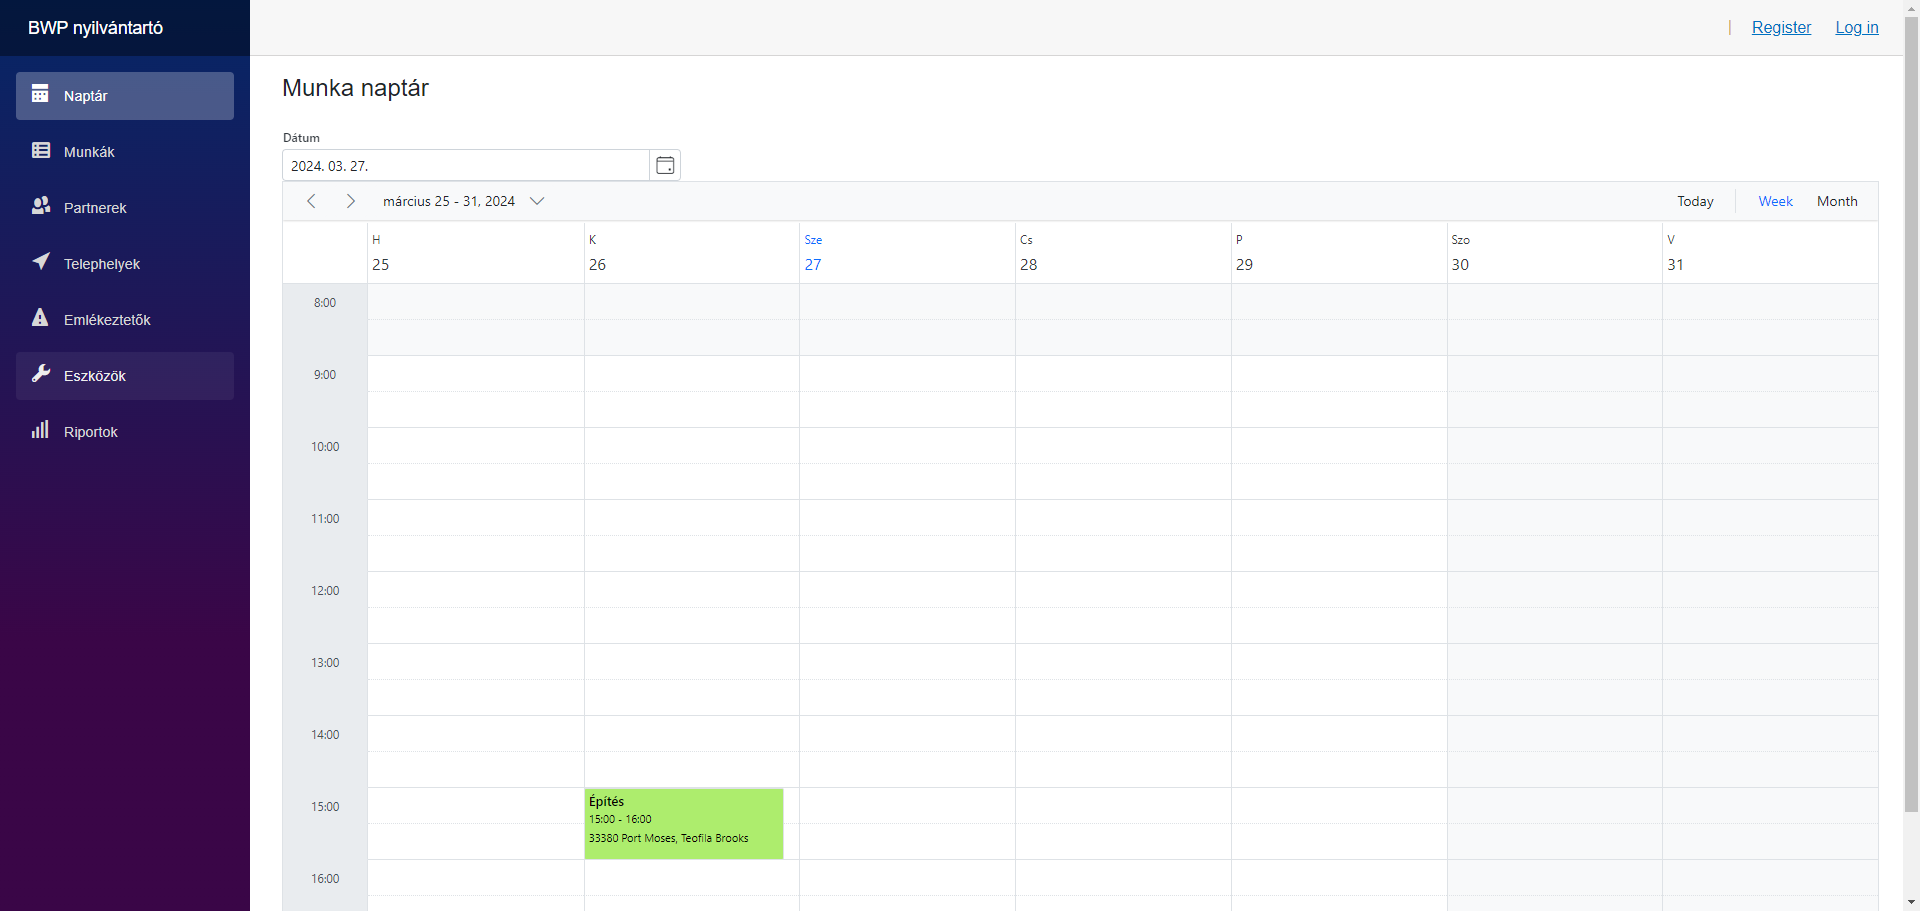 BWP nyilvántartó
Register
Log in
Naptár
Munkák
Partnerek
Telephelyek
Emlékeztetők
Eszközök
Riportok
Munka naptár
Dátum
2024. 03. 27.
március 25 - 31, 2024
Today
Week
Month
H
25
K
26
Sze
27
Cs
28
P
29
Szo
30
V
31
8:00
9:00
10:00
11:00
12:00
13:00
14:00
15:00
Építés
15:00 - 16:00
33380 Port Moses, Teofila Brooks
16:00